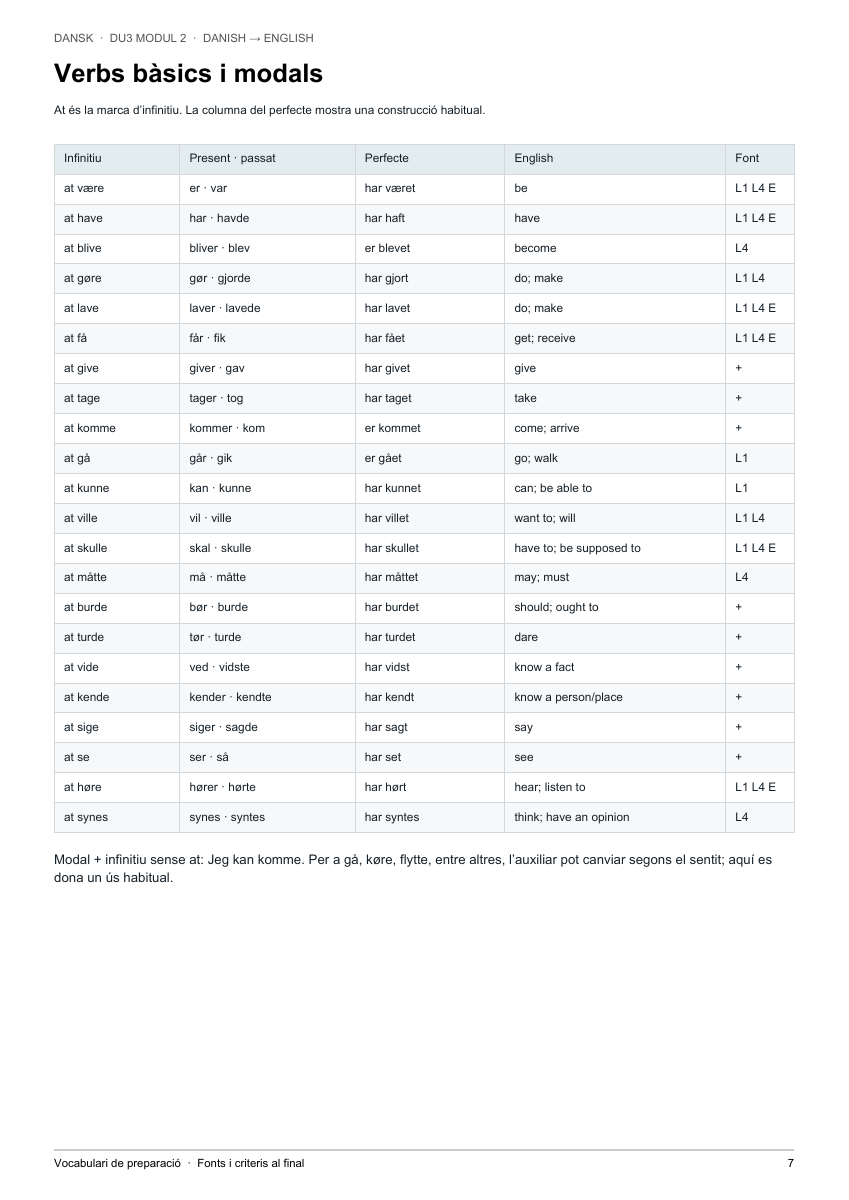 DANSK · DU3 MODUL 2 · DANISH → ENGLISH
Verbs bàsics i modals
At és la marca d’infinitiu. La columna del perfecte mostra una construcció habitual.
Infinitiu Present · passat Perfecte English Font
at være er · var har været be L1 L4 E
at have har · havde har haft have L1 L4 E
at blive bliver · blev er blevet become L4
at gøre gør · gjorde har gjort do; make L1 L4
at lave laver · lavede har lavet do; make L1 L4 E
at få får · fik har fået get; receive L1 L4 E
at give giver · gav har givet give +
at tage tager · tog har taget take +
at komme kommer · kom er kommet come; arrive +
at gå går · gik er gået go; walk L1
at kunne kan · kunne har kunnet can; be able to L1
at ville vil · ville har villet want to; will L1 L4
at skulle skal · skulle har skullet have to; be supposed to L1 L4 E
at måtte må · måtte har måttet may; must L4
at burde bør · burde har burdet should; ought to +
at turde tør · turde har turdet dare +
at vide ved · vidste har vidst know a fact +
at kende kender · kendte har kendt know a person/place +
at sige siger · sagde har sagt say +
at se ser · så har set see +
at høre hører · hørte har hørt hear; listen to L1 L4 E
at synes synes · syntes har syntes think; have an opinion L4
Modal + infinitiu sense at: Jeg kan komme. Per a gå, køre, flytte, entre altres, l’auxiliar pot canviar segons el sentit; aquí es
dona un ús habitual.
Vocabulari de preparació · Fonts i criteris al final 7